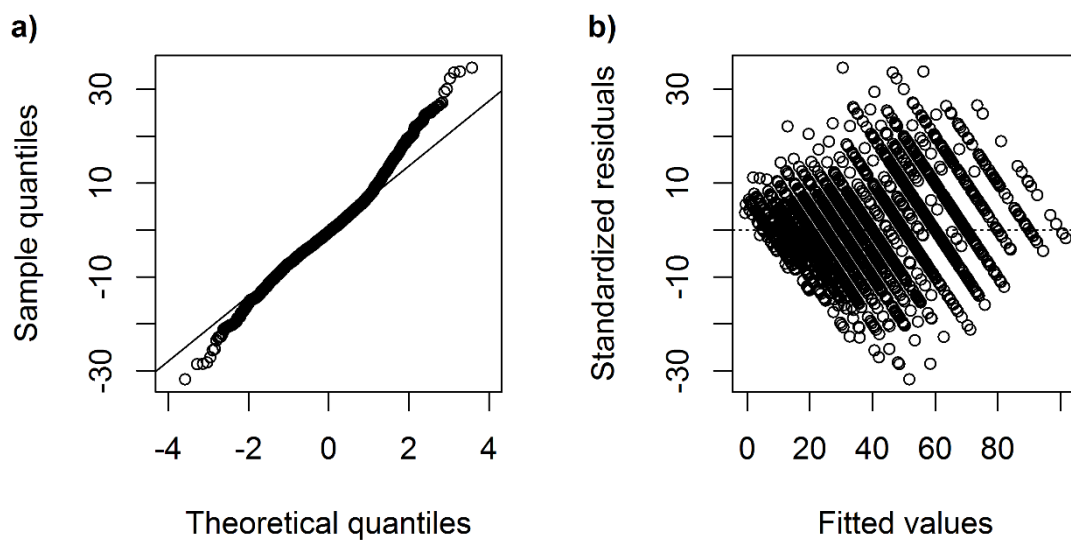 a)
Sample quantiles
30
10
-10
-30
-4 -2 0 2 4
Theoretical quantiles
b)
Standardized residuals
30
10
-10
-30
0 20 40 60 80
Fitted values